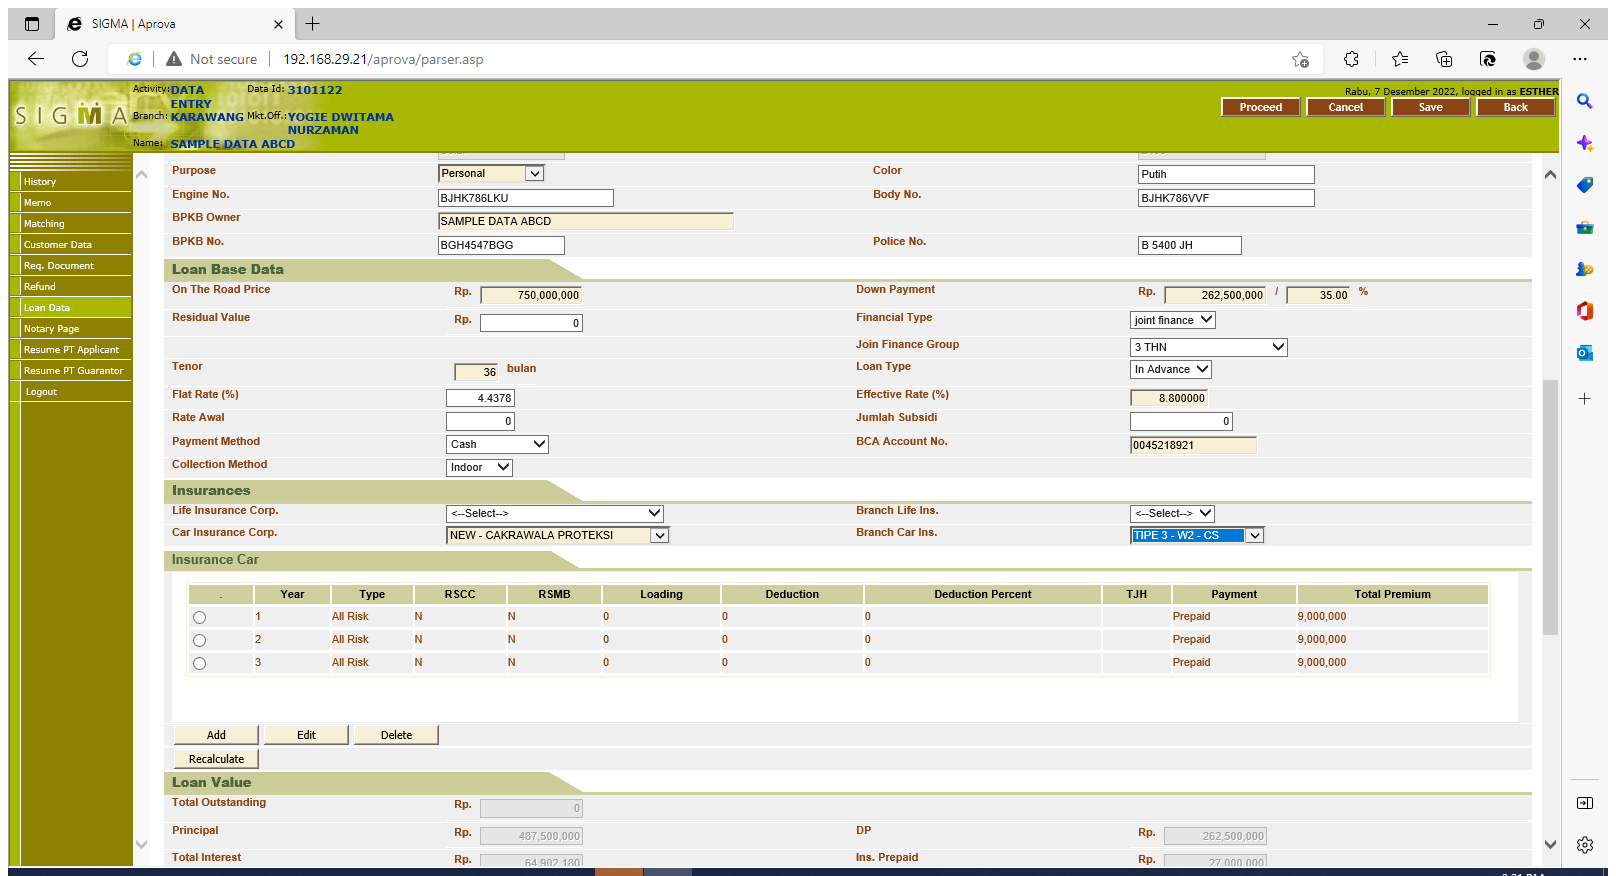 SIGMA | Aprova
Not secure 192.168.29.21/aprova/parser.asp
SIGMA
Activity: DATA ENTRY Data Id: 3101122
Branch: KARAWANG Mkt.Off.: YOGIE DWITAMA NURZAMAN
Name: SAMPLE DATA ABCD
Rabu, 7 Desember 2022, logged in as ESTHER
Proceed Cancel Save Back
History
Memo
Matching
Customer Data
Req. Document
Refund
Loan Data
Notary Page
Resume PT Applicant
Resume PT Guarantor
Logout
Purpose Personal Color Putih
Engine No. BJHK786LKU Body No. BJHK786VVF
BPKB Owner SAMPLE DATA ABCD
BPKB No. BGH4547BGG Police No. B 5400 JH
Loan Base Data
On The Road Price Rp. 750,000,000 Down Payment Rp. 262,500,000 / 35.00 %
Residual Value Rp. 0 Financial Type joint finance
Join Finance Group 3 THN
Tenor 36 bulan Loan Type In Advance
Flat Rate (%) 4.4378 Effective Rate (%) 8.800000
Rate Awal 0 Jumlah Subsidi 0
Payment Method Cash BCA Account No. 0045218921
Collection Method Indoor
Insurances
Life Insurance Corp. <--Select--> Branch Life Ins. <--Select-->
Car Insurance Corp. NEW - CAKRAWALA PROTEKSI Branch Car Ins. TIPE 3 - W2 - CS
Insurance Car
. Year Type RSCC RSMB Loading Deduction Deduction Percent TJH Payment Total Premium
1 All Risk N N 0 0 0 Prepaid 9,000,000
2 All Risk N N 0 0 0 Prepaid 9,000,000
3 All Risk N N 0 0 0 Prepaid 9,000,000
Add Edit Delete
Recalculate
Loan Value
Total Outstanding Rp. 0
Principal Rp. 487,500,000 DP Rp. 262,500,000
Total Interest Rp. 64,902,180 Ins. Prepaid Rp. 27,000,000